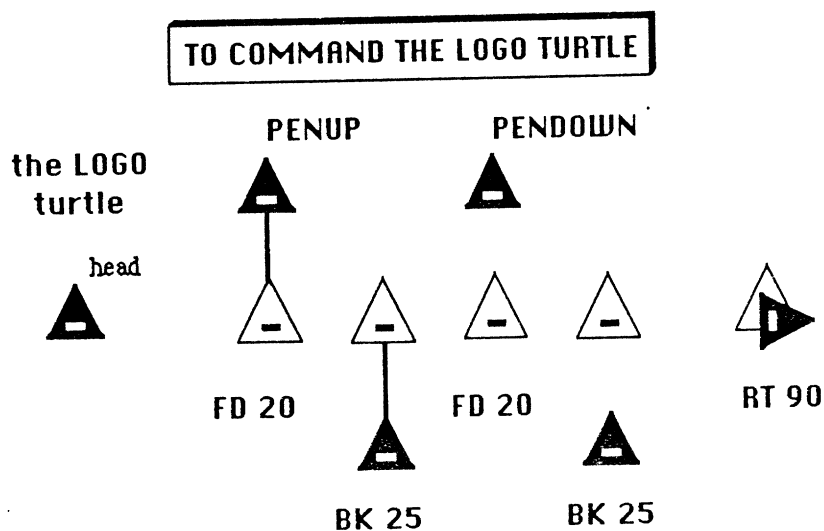 TO COMMAND THE LOGO TURTLE
PENUP
PENDOWN
the LOGO
turtle
head
FD 20
FD 20
RT 90
BK 25
BK 25